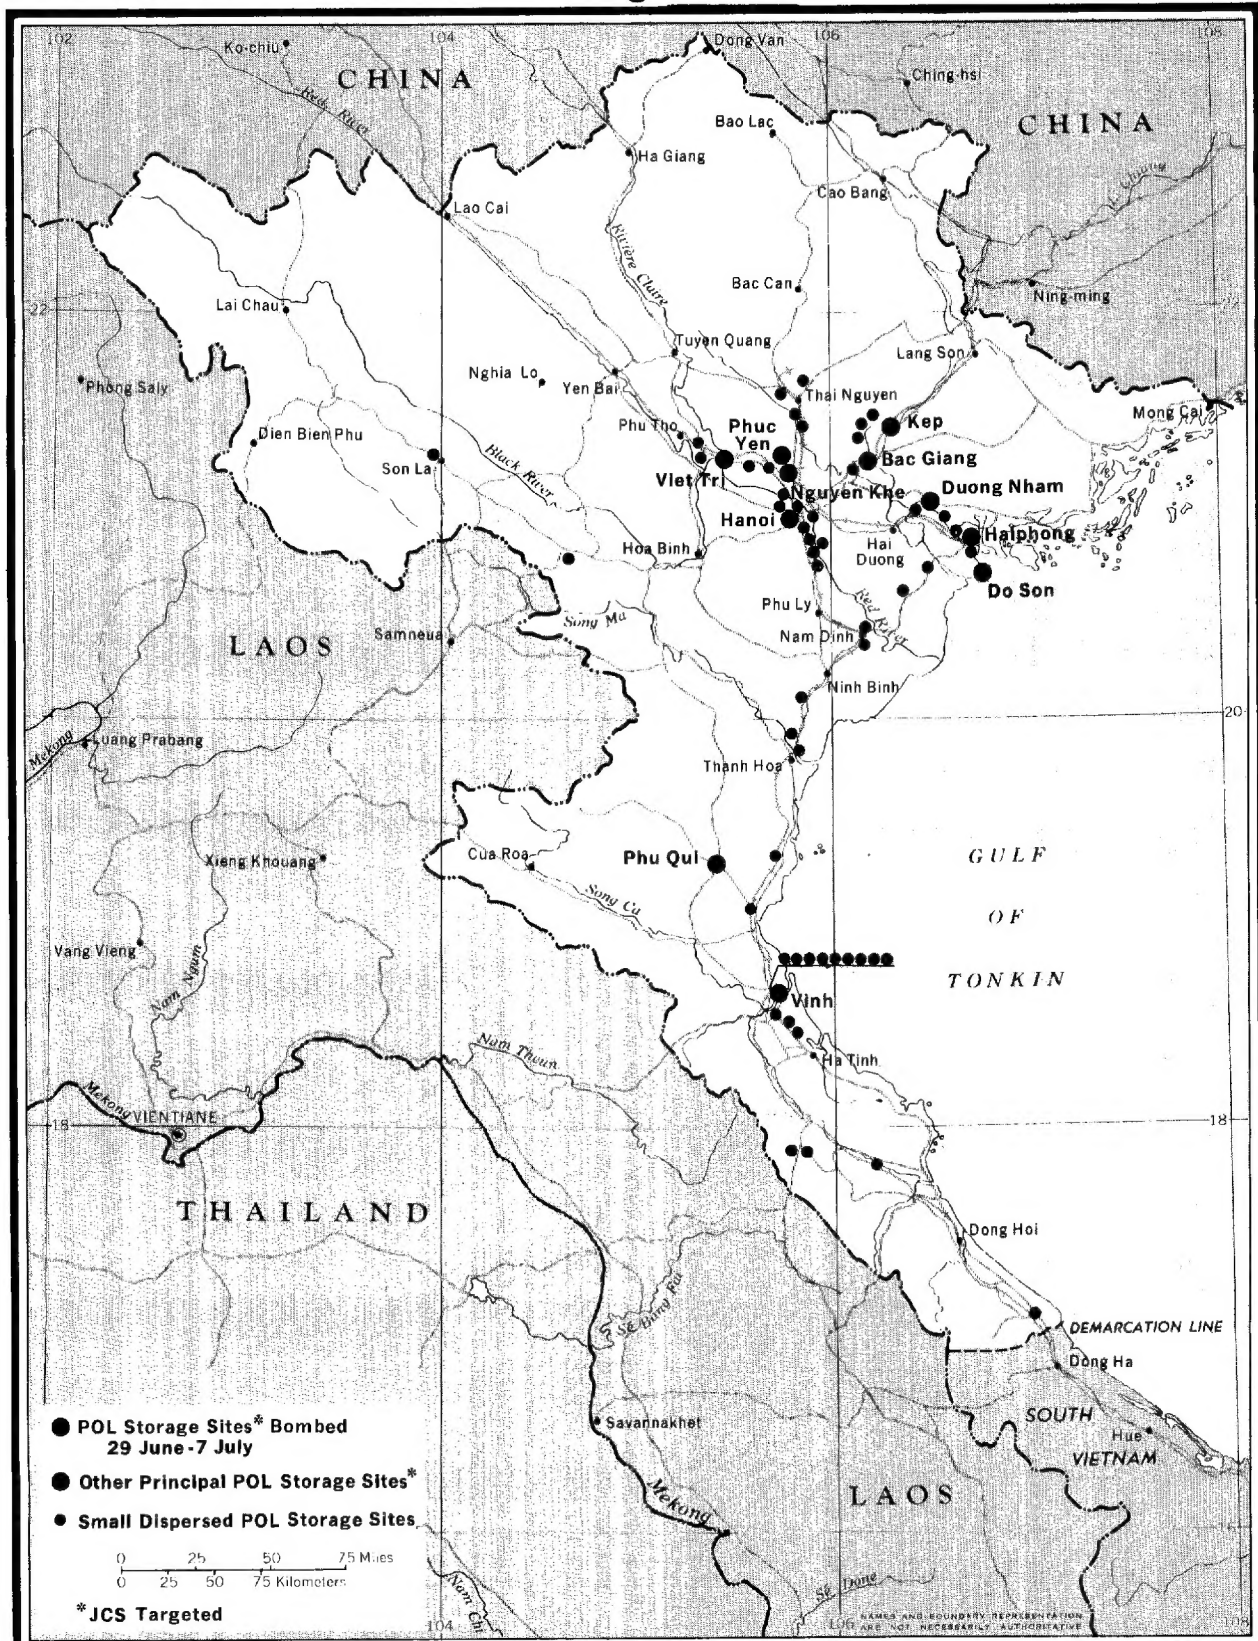 102
104
106
108
Ko-chiu
Dong Van
CHINA
Ching-hsi
Red River
Bao Lac
CHINA
Ha Giang
Cao Bang
Lao Cai
Rivière Claire
Bac Can
Lai Chau
22
Ning-ming
Tuyen Quang
Lang Son
Phong Saly
Nghia Lo
Yen Bai
Thai Nguyen
Mong Cai
Phu Tho
Phuc
Yen
Kep
Dien Bien Phu
Son La
Black River
Viet Tri
Bac Giang
Nguyen Khe
Duong Nham
Hanoi
Hoa Binh
Hai
Duong
Haiphong
Do Son
Phu Ly
Red River
Song Ma
Samneua
Nam Dinh
LAOS
Ninh Binh
20
Mekong
Luang Prabang
Thanh Hoa
Xieng Khouang
Cua Roa
Phu Qui
GULF
OF
TONKIN
Song Ca
Vang Vieng
Nam Ngum
Vinh
Nam Theun
Ha Tinh
Mekong
VIENTIANE
18
18
THAILAND
Dong Hoi
Se Bang Fai
DEMARCATION LINE
Dong Ha
Savannakhet
SOUTH
VIETNAM
Hue
Mekong
LAOS
POL Storage Sites* Bombed
29 June-7 July
Other Principal POL Storage Sites*
Small Dispersed POL Storage Sites
0 25 50 75 Miles
0 25 50 75 Kilometers
*JCS Targeted
Nam Chi
Se Done
104
106
108
NAMES AND BOUNDARY REPRESENTATION
ARE NOT NECESSARILY AUTHORITATIVE